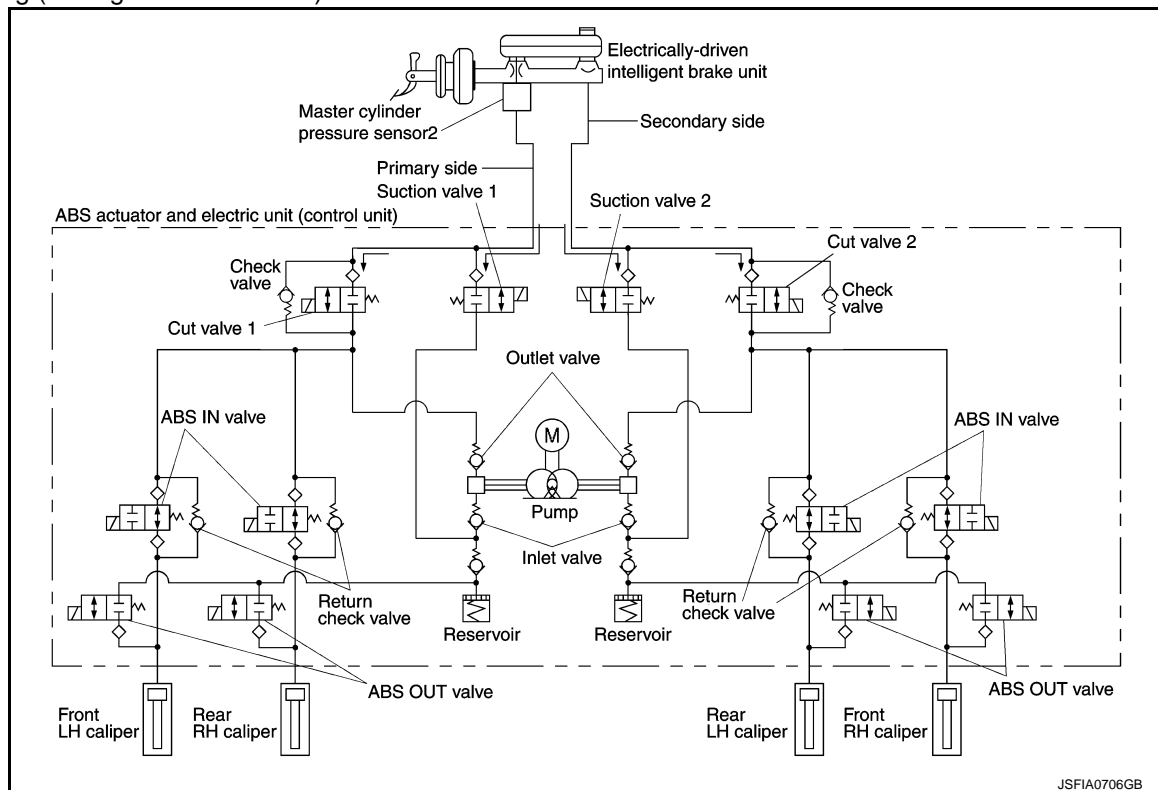 Electrically-driven
intelligent brake unit
Master cylinder
pressure sensor2
Secondary side
Primary side
Suction valve 1
Suction valve 2
ABS actuator and electric unit (control unit)
Cut valve 2
Check
valve
Check
valve
Cut valve 1
Outlet valve
ABS IN valve
ABS IN valve
M
Pump
Inlet valve
Return
check valve
Return
check valve
Reservoir
Reservoir
ABS OUT valve
ABS OUT valve
Front
LH caliper
Rear
RH caliper
Rear
LH caliper
Front
RH caliper
JSFIA0706GB